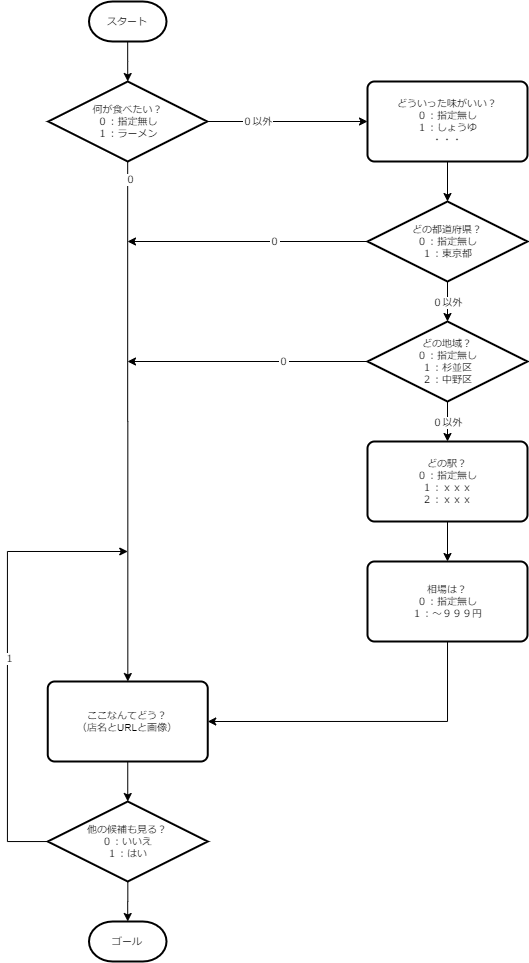 スタート
何が食べたい？
０：指定無し
１：ラーメン
０以外
どういった味がいい？
０：指定無し
１：しょうゆ
・・・
０
どの都道府県？
０：指定無し
１：東京都
０
０以外
どの地域？
０：指定無し
１：杉並区
２：中野区
０
０以外
どの駅？
０：指定無し
１：ｘｘｘ
２：ｘｘｘ
相場は？
０：指定無し
１：～９９９円
１
ここなんてどう？
（店名とURLと画像）
他の候補も見る？
０：いいえ
１：はい
ゴール